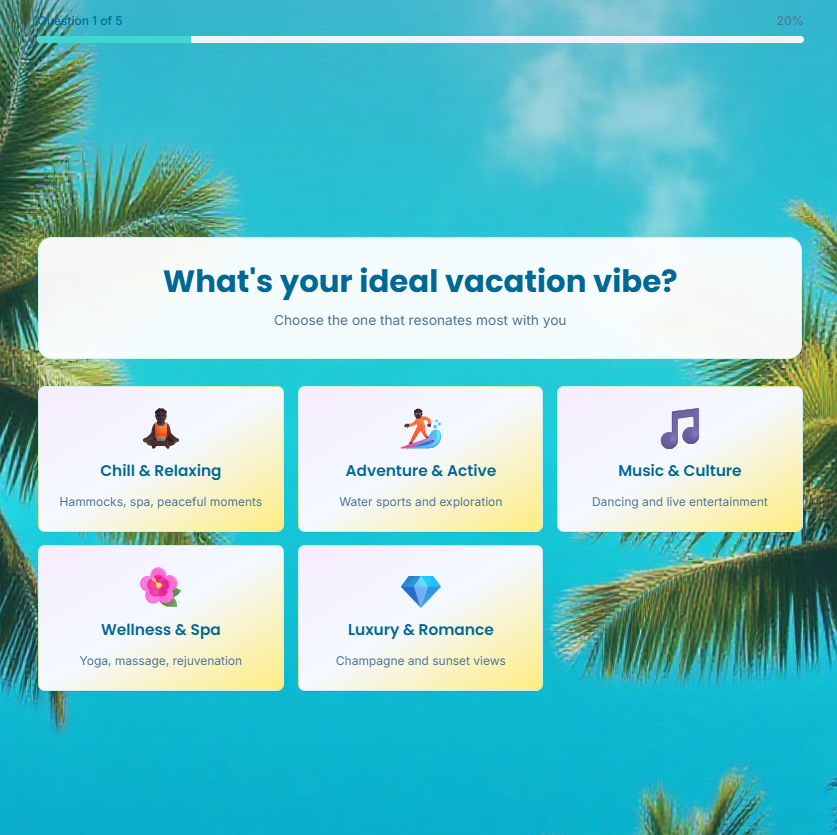 Question 1 of 5
20%
What's your ideal vacation vibe?
Choose the one that resonates most with you
Chill & Relaxing
Hammocks, spa, peaceful moments
Adventure & Active
Water sports and exploration
Music & Culture
Dancing and live entertainment
Wellness & Spa
Yoga, massage, rejuvenation
Luxury & Romance
Champagne and sunset views